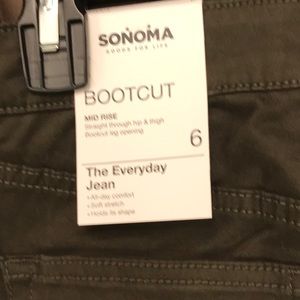 SONOMA
GOODS FOR LIFE
BOOTCUT
MID RISE
Straight through hip & thigh
Bootcut leg opening
6
The Everyday
Jean
• All-day comfort
• Soft stretch
• Holds its shape